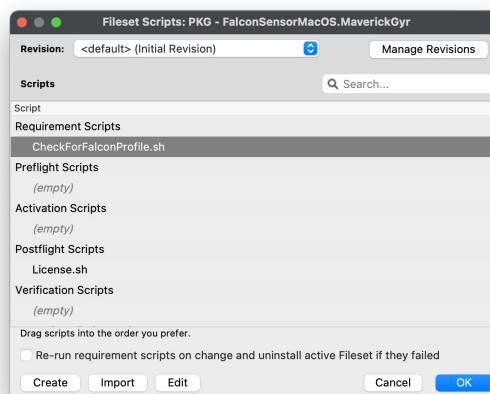 Fileset Scripts: PKG - FalconSensorMacOS.MaverickGyr
Revision: <default> (Initial Revision) Manage Revisions
Scripts Search...
Script
Requirement Scripts
CheckForFalconProfile.sh
Preflight Scripts
(empty)
Activation Scripts
(empty)
Postflight Scripts
License.sh
Verification Scripts
(empty)
Drag scripts into the order you prefer.
Re-run requirement scripts on change and uninstall active Fileset if they failed
Create Import Edit Cancel OK